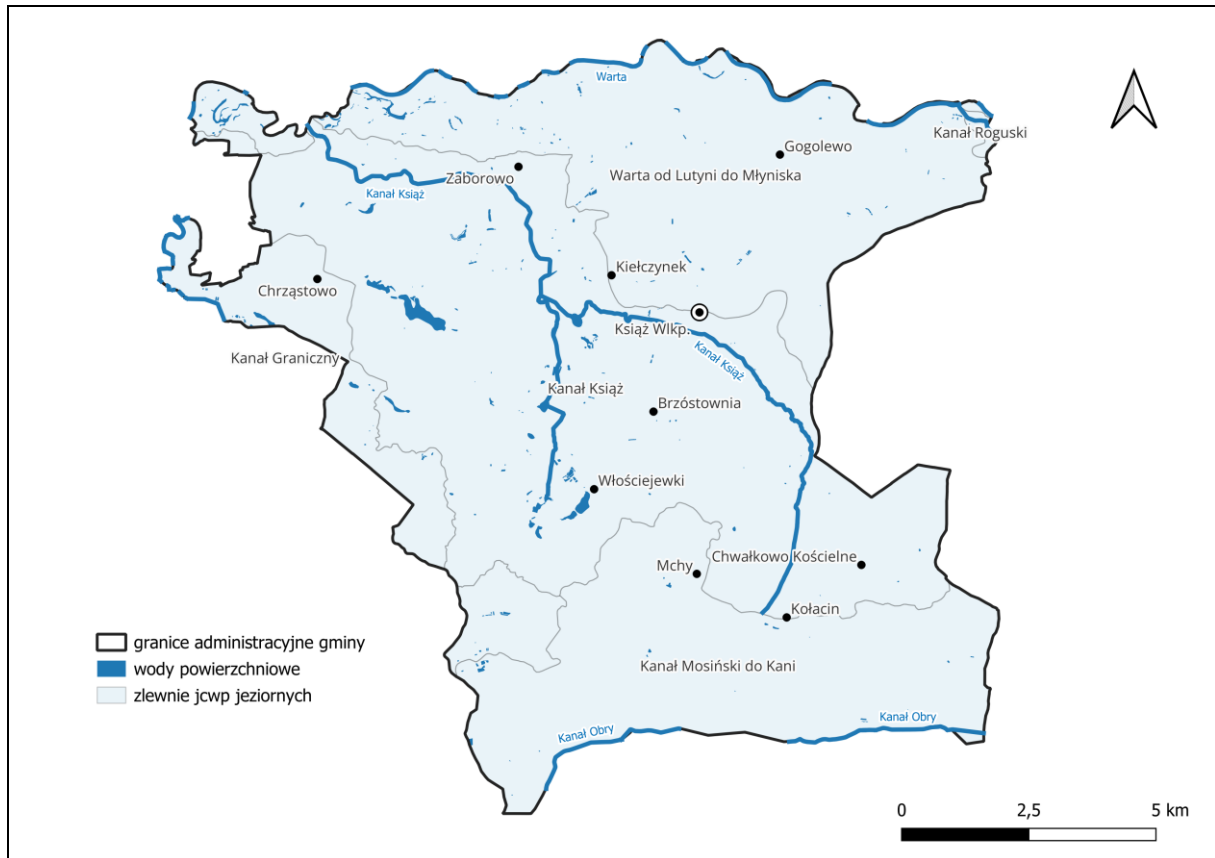 Warta
Kanał Roguski
Gogolewo
Zaborowo
Warta od Lutyni do Młyniska
Kanał Książ
Kiełczynek
Chrząstowo
Książ Wlkp.
Kanał Książ
Kanał Graniczny
Kanał Książ
Brzóstownia
Włościejewki
Chwałkowo Kościelne
Mchy
Kołacin
granice administracyjne gminy
wody powierzchniowe
zlewnie jcwp jeziornych
Kanał Mosiński do Kani
Kanał Obry
Kanał Obry
0 2,5 5 km